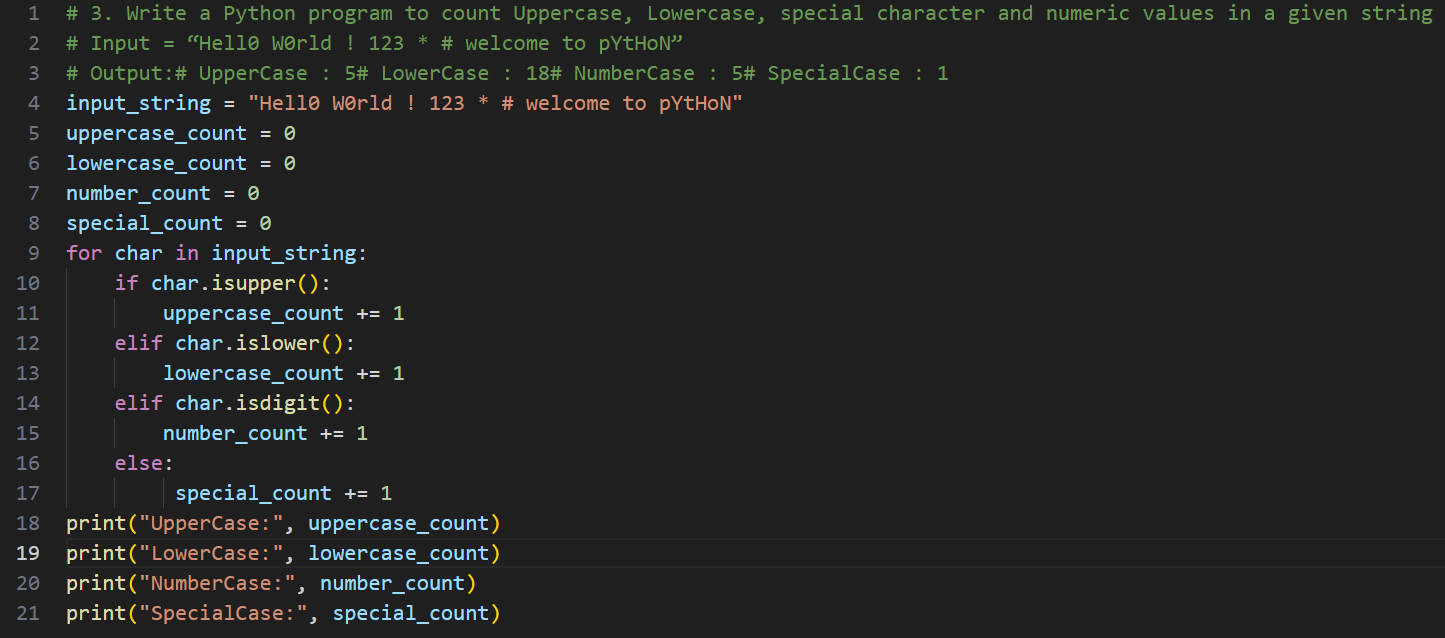 1 # 3. Write a Python program to count Uppercase, Lowercase, special character and numeric values in a given string
2 # Input = “Hell0 W0rld ! 123 * # welcome to pYtHoN”
3 # Output:# UpperCase : 5# LowerCase : 18# NumberCase : 5# SpecialCase : 1
4 input_string = "Hell0 W0rld ! 123 * # welcome to pYtHoN"
5 uppercase_count = 0
6 lowercase_count = 0
7 number_count = 0
8 special_count = 0
9 for char in input_string:
10     if char.isupper():
11         uppercase_count += 1
12     elif char.islower():
13         lowercase_count += 1
14     elif char.isdigit():
15         number_count += 1
16     else:
17          special_count += 1
18 print("UpperCase:", uppercase_count)
19 print("LowerCase:", lowercase_count)
20 print("NumberCase:", number_count)
21 print("SpecialCase:", special_count)